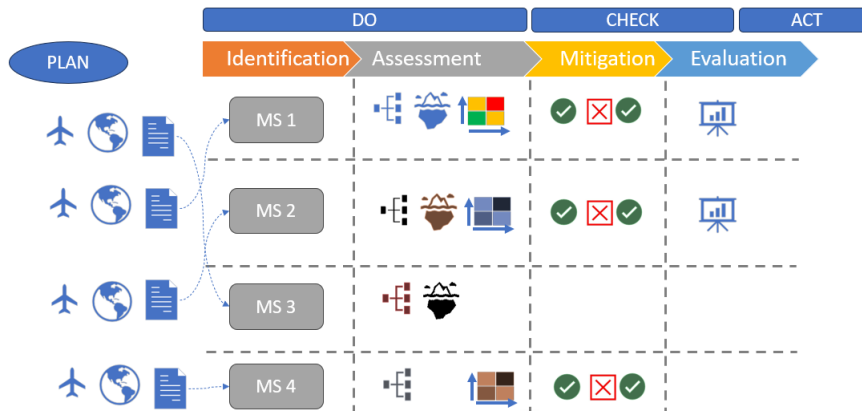 DO
CHECK
ACT
PLAN
Identification
Assessment
Mitigation
Evaluation
MS 1
MS 2
MS 3
MS 4